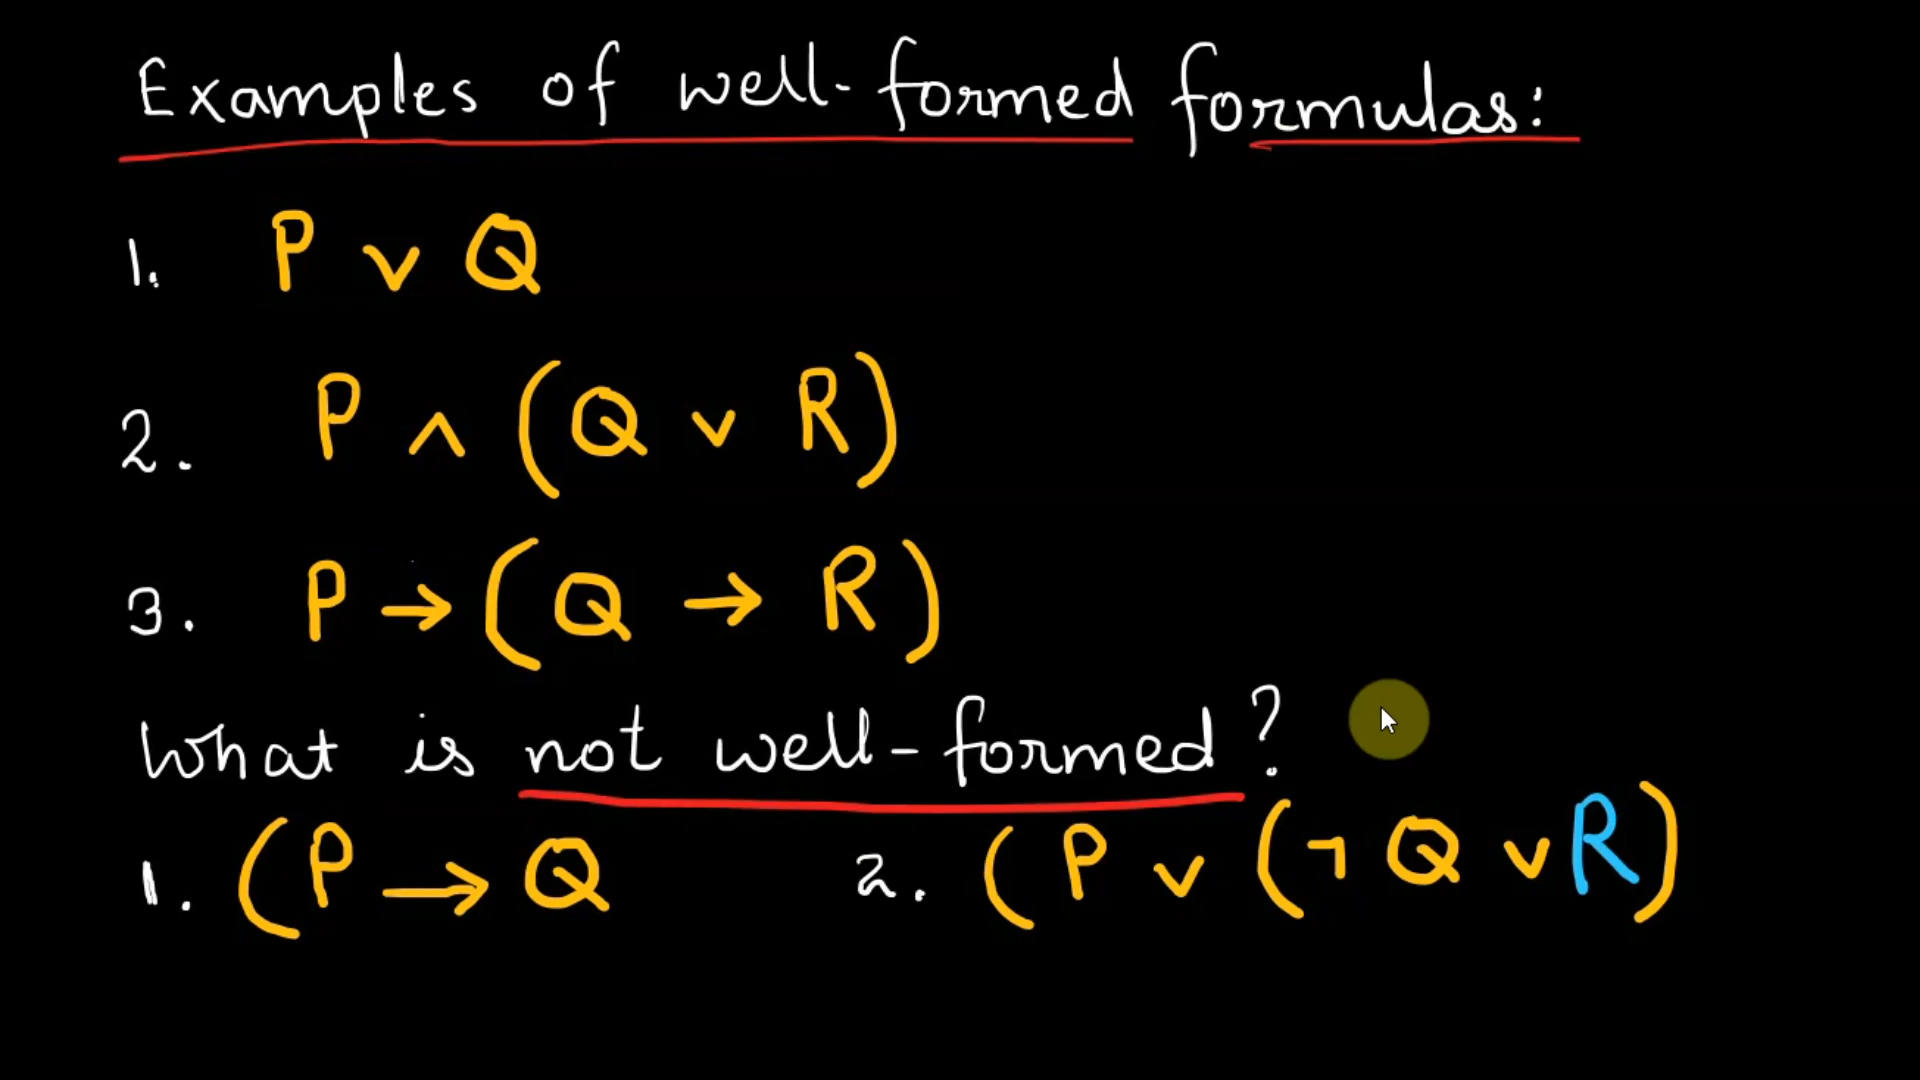 Examples of well-formed formulas:
1. P ∨ Q
2. P ∧ (Q ∨ R)
3. P → (Q → R)
What is not well-formed?
1. (P → Q 2. (P ∨ (¬ Q ∨ R)